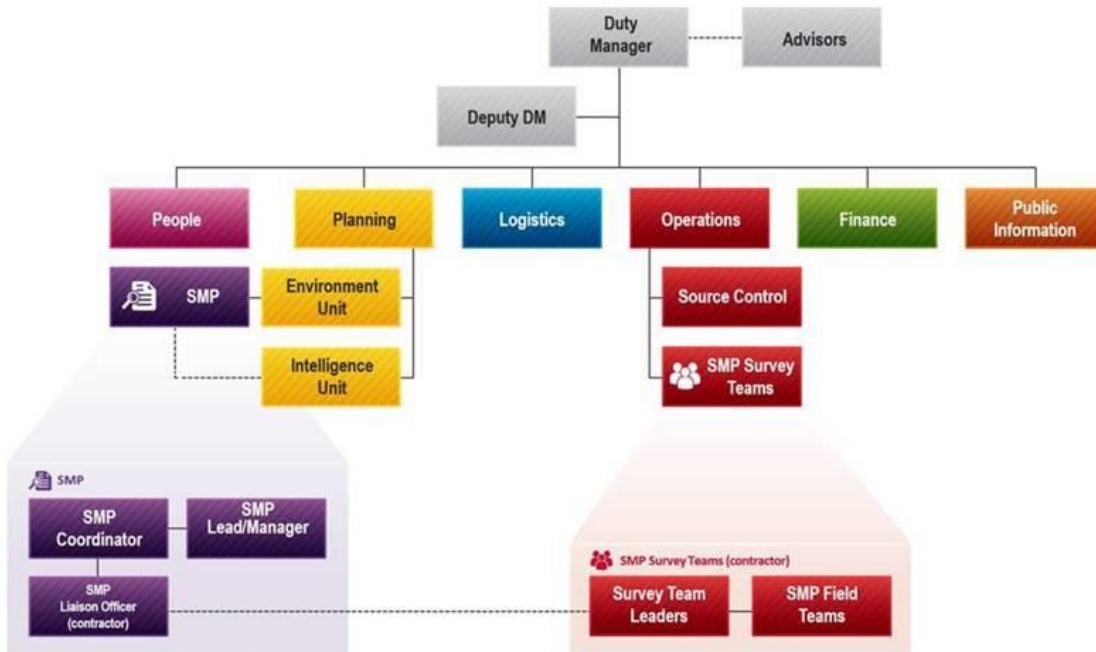 Duty
Manager
Advisors
Deputy DM
People
Planning
Logistics
Operations
Finance
Public
Information
SMP
Environment
Unit
Source Control
Intelligence
Unit
SMP Survey
Teams
SMP
SMP
Coordinator
SMP
Lead/Manager
SMP
Liaison Officer
(contractor)
SMP Survey Teams (contractor)
Survey Team
Leaders
SMP Field
Teams